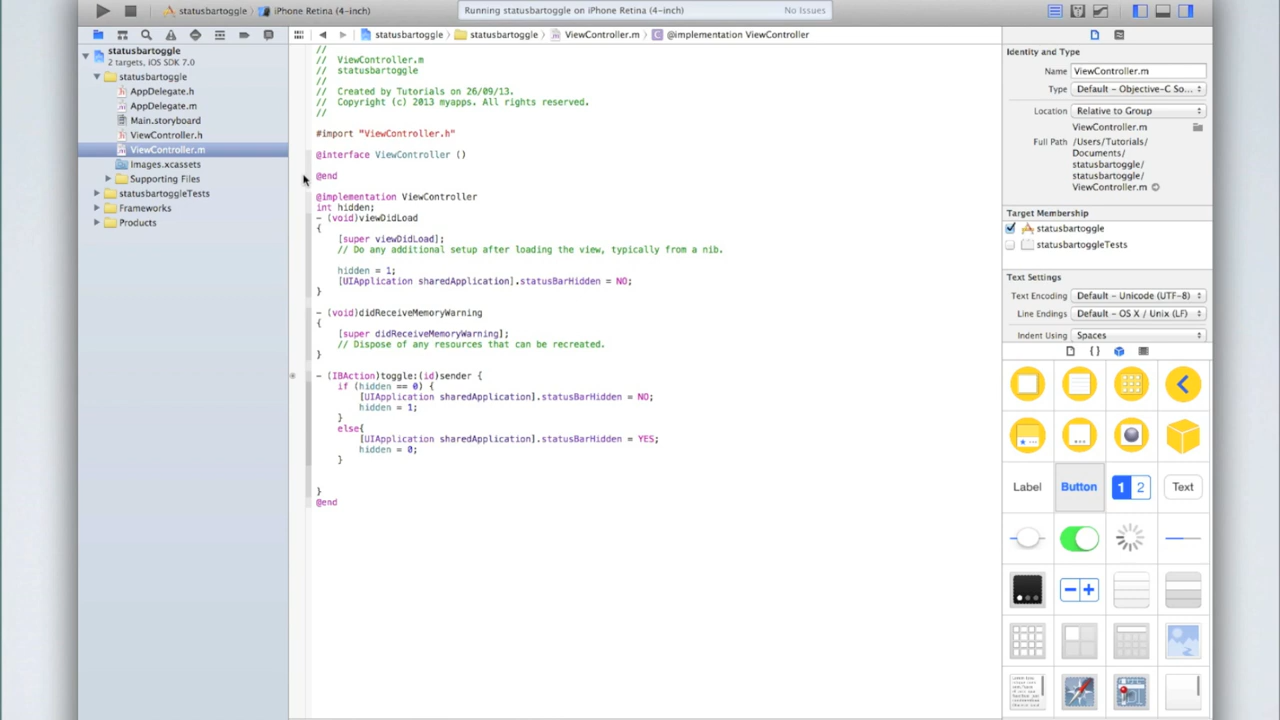 statusbartoggle
iPhone Retina (4-inch)
Running statusbartoggle on iPhone Retina (4-inch)
No Issues
statusbartoggle
2 targets, iOS SDK 7.0
statusbartoggle
AppDelegate.h
AppDelegate.m
Main.storyboard
ViewController.h
ViewController.m
Images.xcassets
Supporting Files
statusbartoggleTests
Frameworks
Products
statusbartoggle
statusbartoggle
ViewController.m
@implementation ViewController
//
// ViewController.m
// statusbartoggle
//
// Created by Tutorials on 26/09/13.
// Copyright (c) 2013 myapps. All rights reserved.
//
#import "ViewController.h"
@interface ViewController ()
@end
@implementation ViewController
int hidden;
- (void)viewDidLoad
{
[super viewDidLoad];
// Do any additional setup after loading the view, typically from a nib.
hidden = 1;
[UIApplication sharedApplication].statusBarHidden = NO;
}
- (void)didReceiveMemoryWarning
{
[super didReceiveMemoryWarning];
// Dispose of any resources that can be recreated.
}
- (IBAction)toggle:(id)sender {
if (hidden == 0) {
[UIApplication sharedApplication].statusBarHidden = NO;
hidden = 1;
}
else{
[UIApplication sharedApplication].statusBarHidden = YES;
hidden = 0;
}
}
@end
Identity and Type
Name ViewController.m
Type Default - Objective-C So...
Location Relative to Group
ViewController.m
Full Path /Users/Tutorials/
Documents/
statusbartoggle/
statusbartoggle/
ViewController.m
Target Membership
statusbartoggle
statusbartoggleTests
Text Settings
Text Encoding Default - Unicode (UTF-8)
Line Endings Default - OS X / Unix (LF)
Indent Using Spaces
{ }
Label Button 1 2 Text